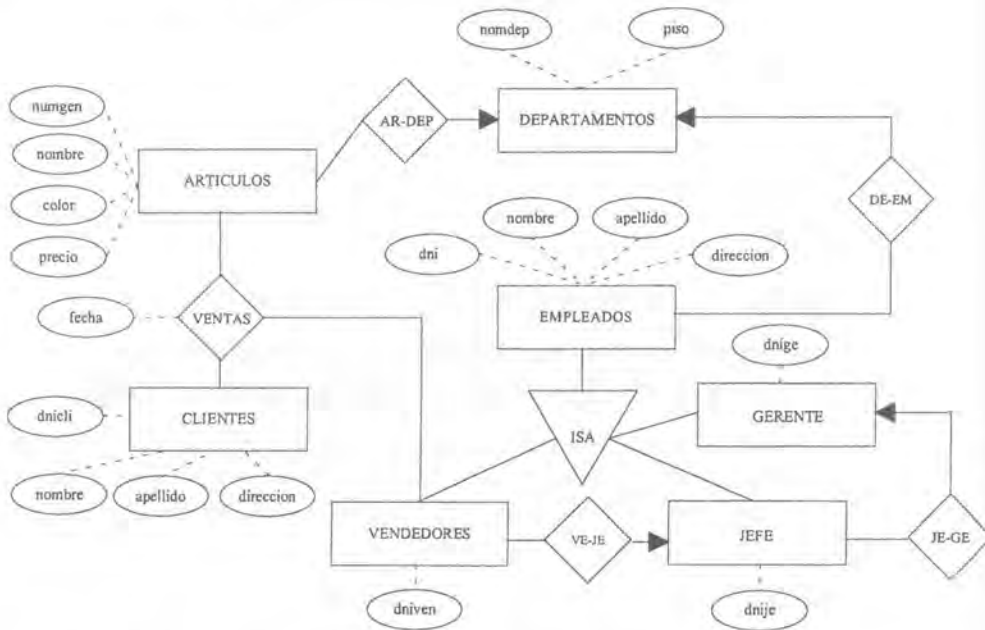 nomdep
piso
numgen
nombre
color
precio
ARTICULOS
AR-DEP
DEPARTAMENTOS
DE-EM
nombre
apellido
dni
direccion
EMPLEADOS
fecha
VENTAS
dnige
GERENTE
dnicli
CLIENTES
ISA
nombre
apellido
direccion
VENDEDORES
VE-JE
JEFE
JE-GE
dniven
dnije